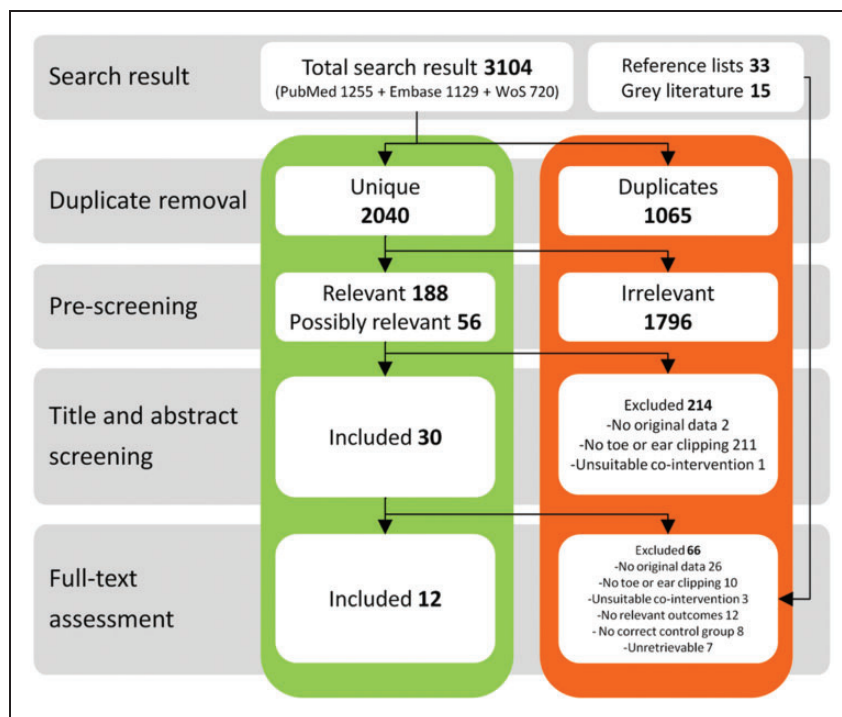 Search result
Total search result 3104
(PubMed 1255 + Embase 1129 + WoS 720)
Reference lists 33
Grey literature 15
Duplicate removal
Unique
2040
Duplicates
1065
Pre-screening
Relevant 188
Possibly relevant 56
Irrelevant
1796
Title and abstract
screening
Included 30
Excluded 214
-No original data 2
-No toe or ear clipping 211
-Unsuitable co-intervention 1
Full-text
assessment
Included 12
Excluded 66
-No original data 26
-No toe or ear clipping 10
-Unsuitable co-intervention 3
-No relevant outcomes 12
- No correct control group 8
-Unretrievable 7